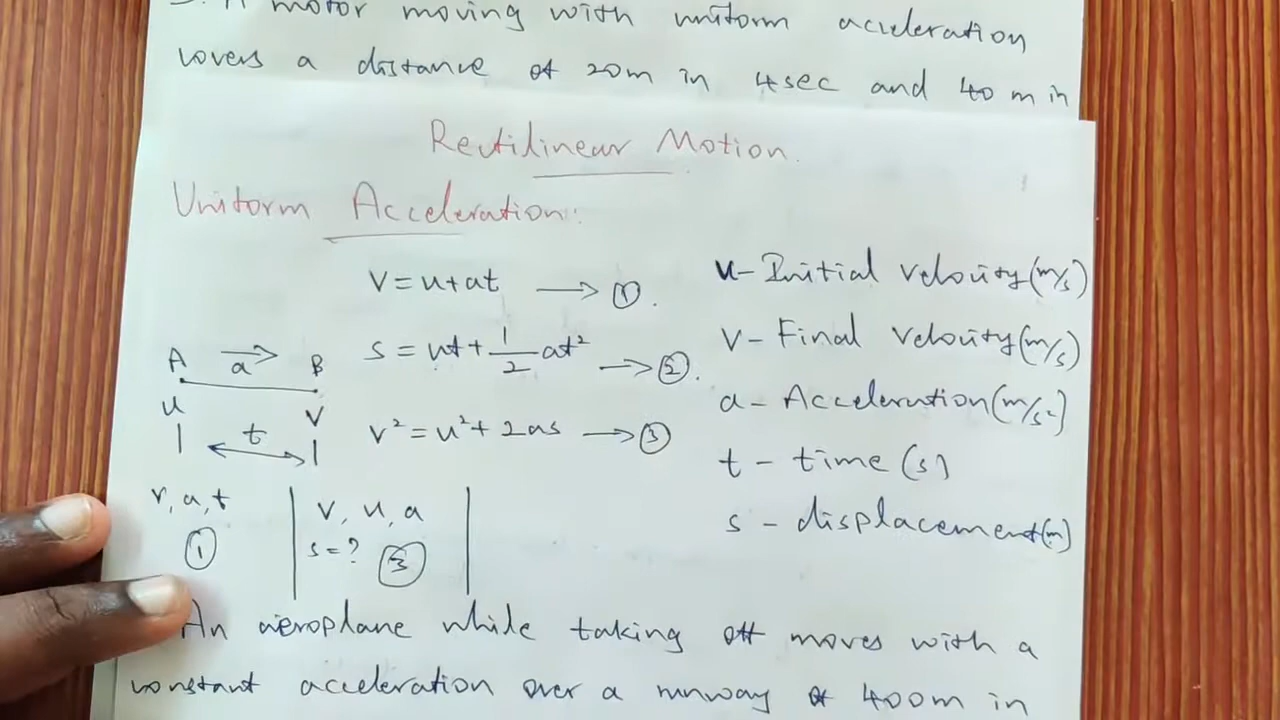 A motor moving with uniform acceleration
covers a distance of 20m in 4sec and 40 m in
Rectilinear Motion.
Uniform Acceleration:
V=u+at → ①.
u- Initial velocity(m/s)
s = ut + 1/2 at² → ②.
v- Final velocity(m/s)
A a → B
u v
t
V² = u² + 2as → ③
a- Acceleration(m/s²)
t - time (s)
s - displacement(m)
v, u, t
①
V, u, a
s=? ③
An aeroplane while taking off moves with a
constant acceleration over a runway of 400m in